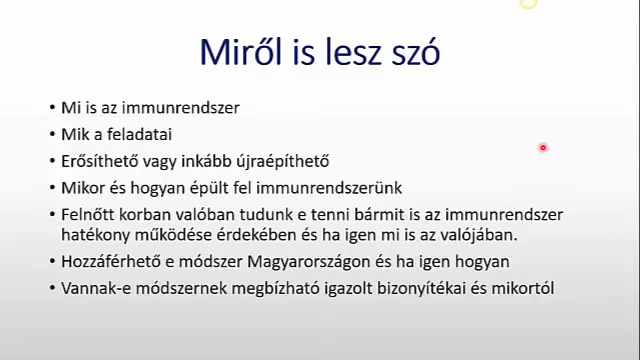 Miről is lesz szó
• Mi is az immunrendszer
• Mik a feladatai
• Erősíthető vagy inkább újraépíthető
• Mikor és hogyan épült fel immunrendszerünk
• Felnőtt korban valóban tudunk e tenni bármit is az immunrendszer
hatékony működése érdekében és ha igen mi is az valójában.
• Hozzáférhető e módszer Magyarországon és ha igen hogyan
• Vannak-e módszernek megbízható igazolt bizonyítékai és mikortól